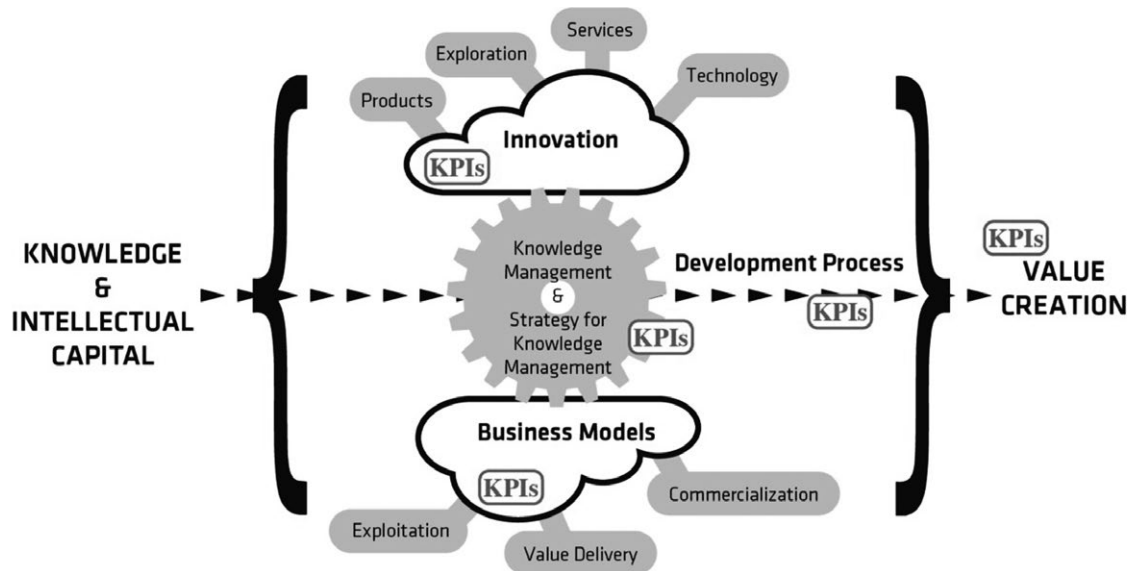 Services
Exploration
Technology
Products
Innovation
KPIs
KNOWLEDGE
&
INTELLECTUAL
CAPITAL
Knowledge
Management
&
Strategy for
Knowledge
Management
KPIs
Development Process
KPIs
KPIs
VALUE
CREATION
Business Models
KPIs
Commercialization
Exploitation
Value Delivery